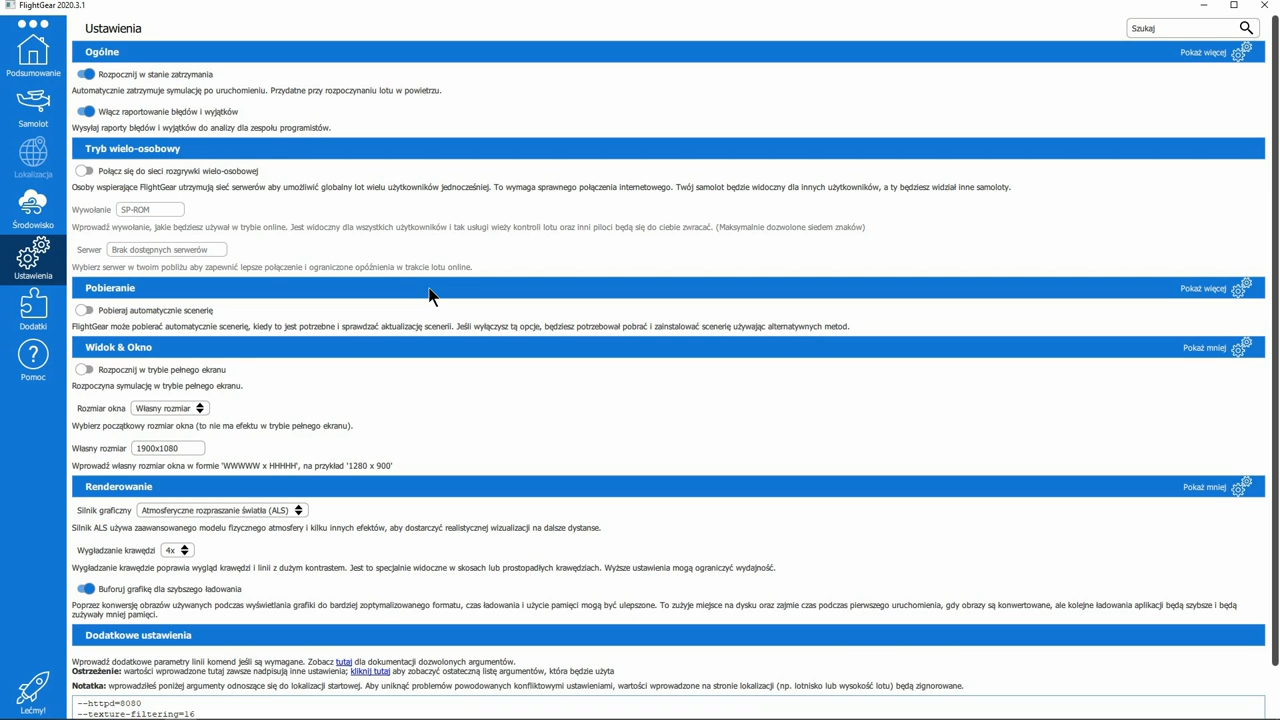 FlightGear 2020.3.1
Ustawienia
Szukaj
Podsumowanie
Samolot
Lokalizacja
Środowisko
Ustawienia
Dodatki
Pomoc
Lećmy!
Ogólne
Pokaż więcej
Rozpocznij w stanie zatrzymania
Automatycznie zatrzymuje symulację po uruchomieniu. Przydatne przy rozpoczynaniu lotu w powietrzu.
Włącz raportowanie błędów i wyjątków
Wysyłaj raporty błędów i wyjątków do analizy dla zespołu programistów.
Tryb wielo-osobowy
Połącz się do sieci rozgrywki wielo-osobowej
Osoby wspierające FlightGear utrzymują sieć serwerów aby umożliwić globalny lot wielu użytkowników jednocześniej. To wymaga sprawnego połączenia internetowego. Twój samolot będzie widoczny dla innych użytkowników, a ty będziesz widział inne samoloty.
Wywołanie SP-ROM
Wprowadź wywołanie, jakie będziesz używał w trybie online. Jest widoczny dla wszystkich użytkowników i tak usługi wieży kontroli lotu oraz inni piloci będą się do ciebie zwracać. (Maksymalnie dozwolone siedem znaków)
Serwer Brak dostępnych serwerów
Wybierz serwer w twoim pobliżu aby zapewnić lepsze połączenie i ograniczone opóźnienia w trakcie lotu online.
Pobieranie
Pokaż więcej
Pobieraj automatycznie scenerię
FlightGear może pobierać automatycznie scenerię, kiedy to jest potrzebne i sprawdzać aktualizację scenerii. Jeśli wyłączysz tą opcje, będziesz potrzebował pobrać i zainstalować scenerię używając alternatywnych metod.
Widok & Okno
Pokaż mniej
Rozpocznij w trybie pełnego ekranu
Rozpoczyna symulację w trybie pełnego ekranu.
Rozmiar okna Własny rozmiar
Wybierz początkowy rozmiar okna (to nie ma efektu w trybie pełnego ekranu).
Własny rozmiar 1900x1080
Wprowadź własny rozmiar okna w formie 'WWWWW x HHHHH', na przykład '1280 x 900'
Renderowanie
Pokaż mniej
Silnik graficzny Atmosferyczne rozpraszanie światła (ALS)
Silnik ALS używa zaawansowanego modelu fizycznego atmosfery i kilku innych efektów, aby dostarczyć realistycznej wizualizacji na dalsze dystanse.
Wygładzanie krawędzi 4x
Wygładzanie krawędzie poprawia wygląd krawędzi i linii z dużym kontrastem. Jest to specjalnie widoczne w skosach lub prostopadłych krawędziach. Wyższe ustawienia mogą ograniczyć wydajność.
Buforuj grafikę dla szybszego ładowania
Poprzez konwersję obrazów używanych podczas wyświetlania grafiki do bardziej zoptymalizowanego formatu, czas ładowania i użycie pamięci mogą być ulepszone. To zużyje miejsce na dysku oraz zajmie czas podczas pierwszego uruchomienia, gdy obrazy są konwertowane, ale kolejne ładowania aplikacji będą szybsze i będą
zużywały mniej pamięci.
Dodatkowe ustawienia
Wprowadź dodatkowe parametry linii komend jeśli są wymagane. Zobacz tutaj dla dokumentacji dozwolonych argumentów.
Ostrzeżenie: wartości wprowadzone tutaj zawsze nadpisują inne ustawienia; kliknij tutaj aby zobaczyć ostateczną listę argumentów, która będzie użyta
Notatka: wprowadziłeś poniżej argumenty odnoszące się do lokalizacji startowej. Aby uniknąć problemów powodowanych konfliktowymi ustawieniami, wartości wprowadzone na stronie lokalizacji (np. lotnisko lub wysokość lotu) będą zignorowane.
--httpd=8080
--texture-filtering=16